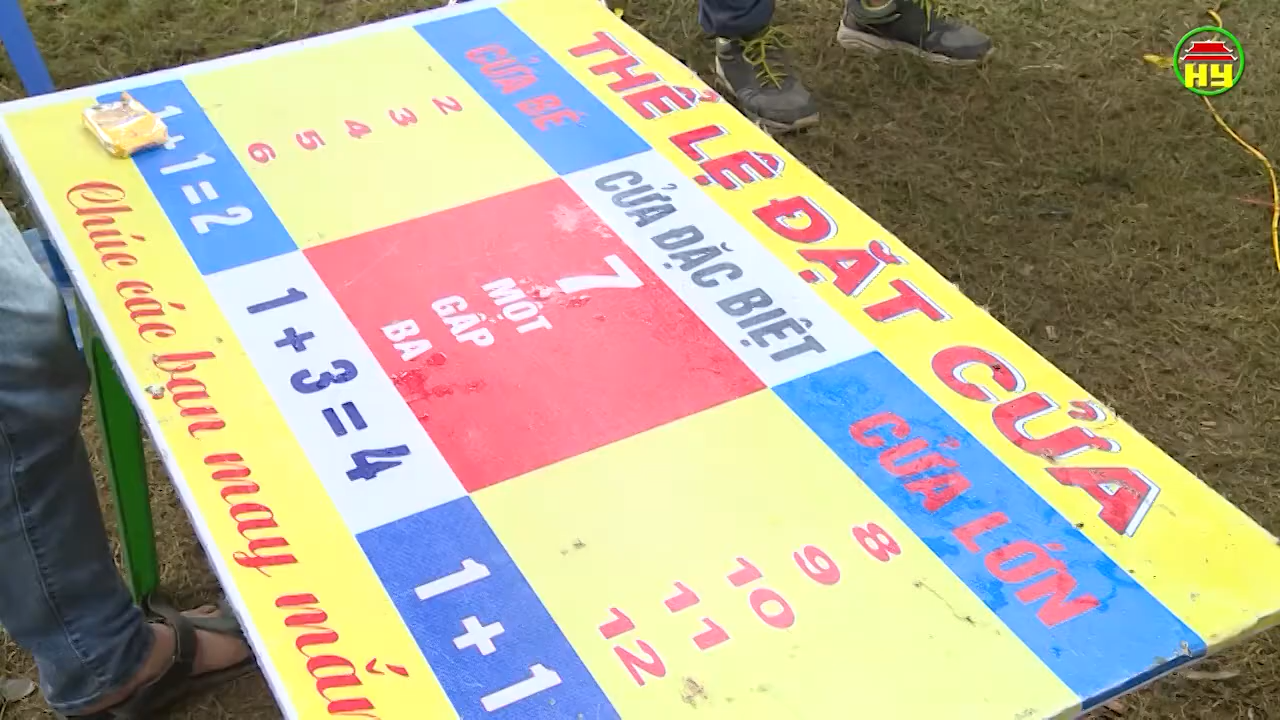 HY
THỂ LỆ ĐẶT CỬA
CỬA BÉ
CỬA ĐẶC BIỆT
CỬA LỚN
2
3
4
5
6
7
MỘT
GẤP
BA
8
9
10
11
12
1+1=2
1+3=4
1+1
Chúc các bạn may mắn